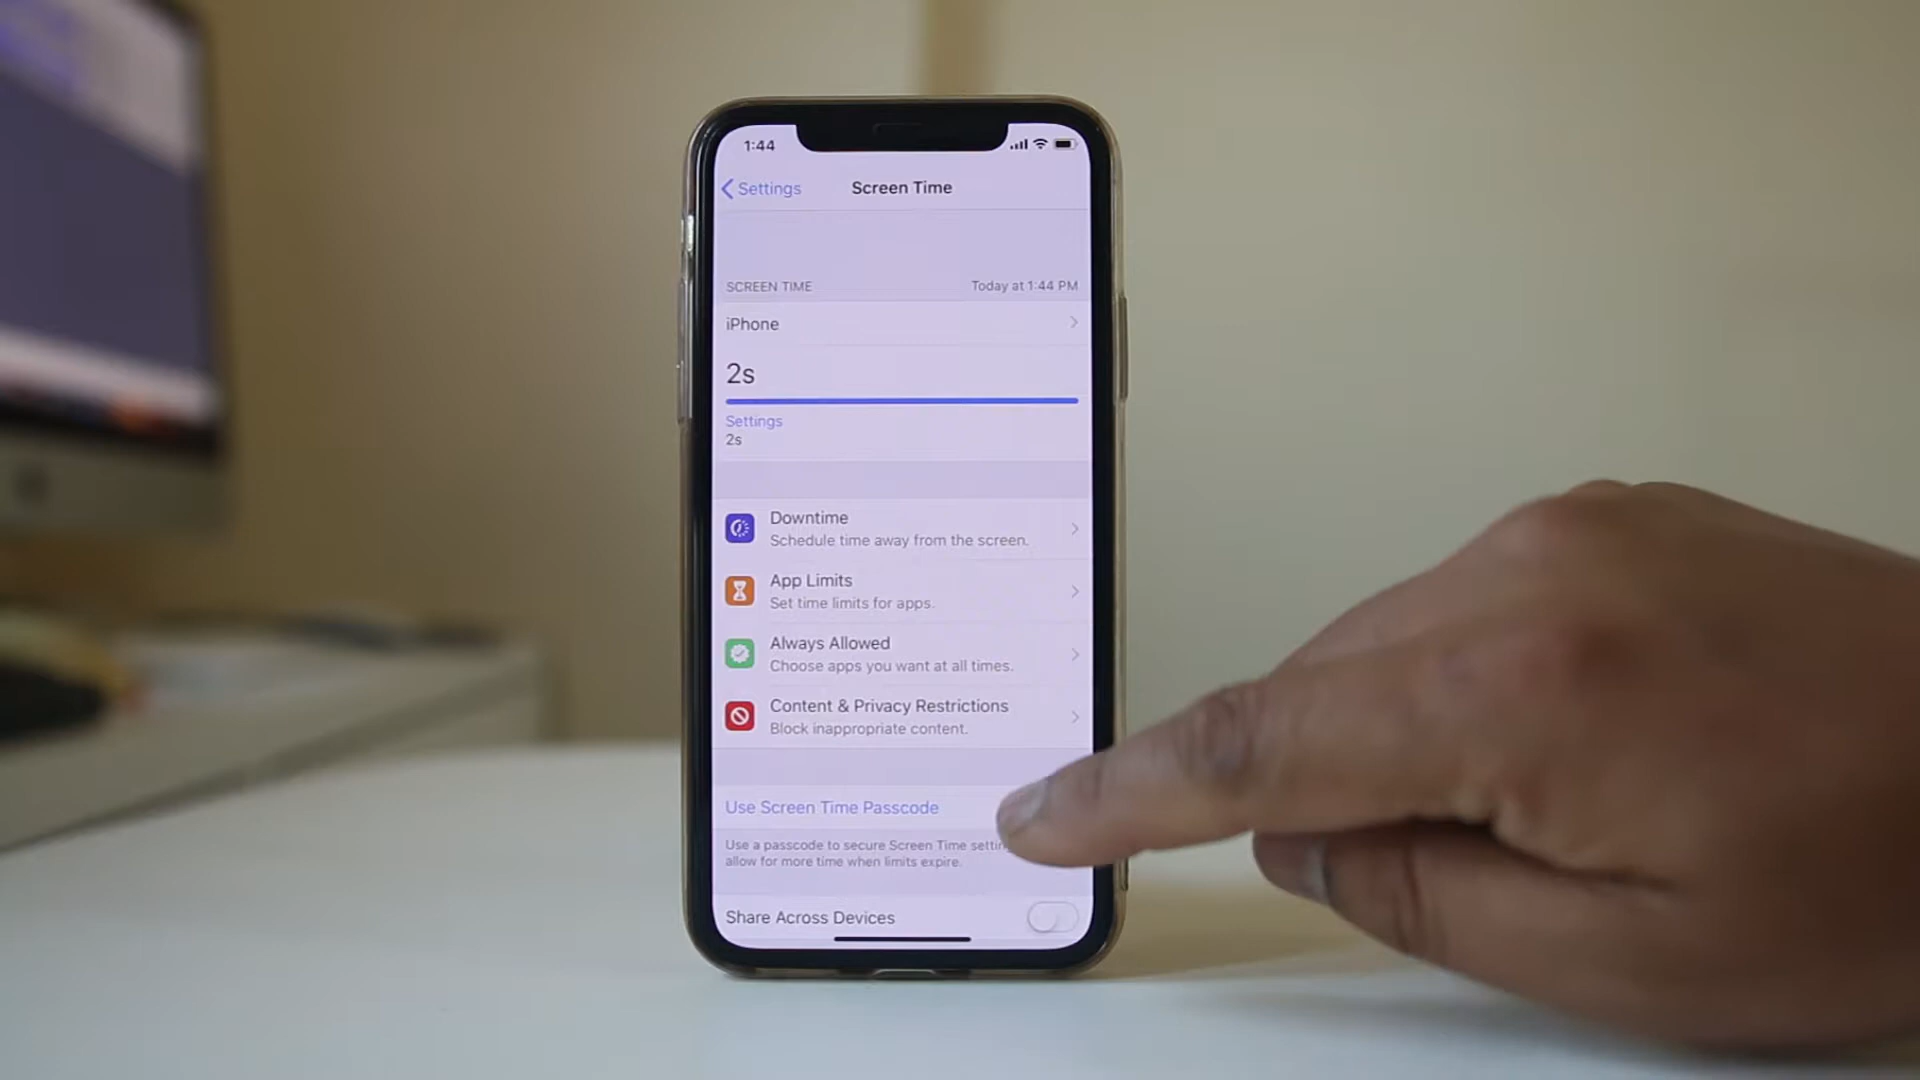 1:44
Settings
Screen Time
SCREEN TIME
Today at 1:44 PM
iPhone
2s
Settings
2s
Downtime
Schedule time away from the screen.
App Limits
Set time limits for apps.
Always Allowed
Choose apps you want at all times.
Content & Privacy Restrictions
Block inappropriate content.
Use Screen Time Passcode
Use a passcode to secure Screen Time
allow for more time when limits expire.
Share Across Devices